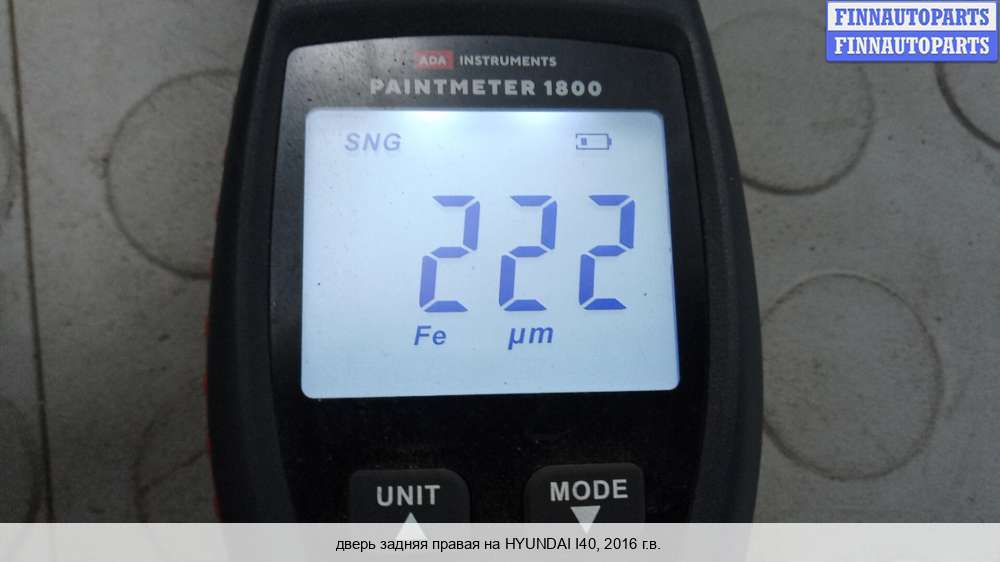 FINNAUTOPARTS
FINNAUTOPARTS
ADA INSTRUMENTS
PAINTMETER 1800
SNG
222
Fe μm
UNIT MODE
дверь задняя правая на HYUNDAI I40, 2016 г.в.